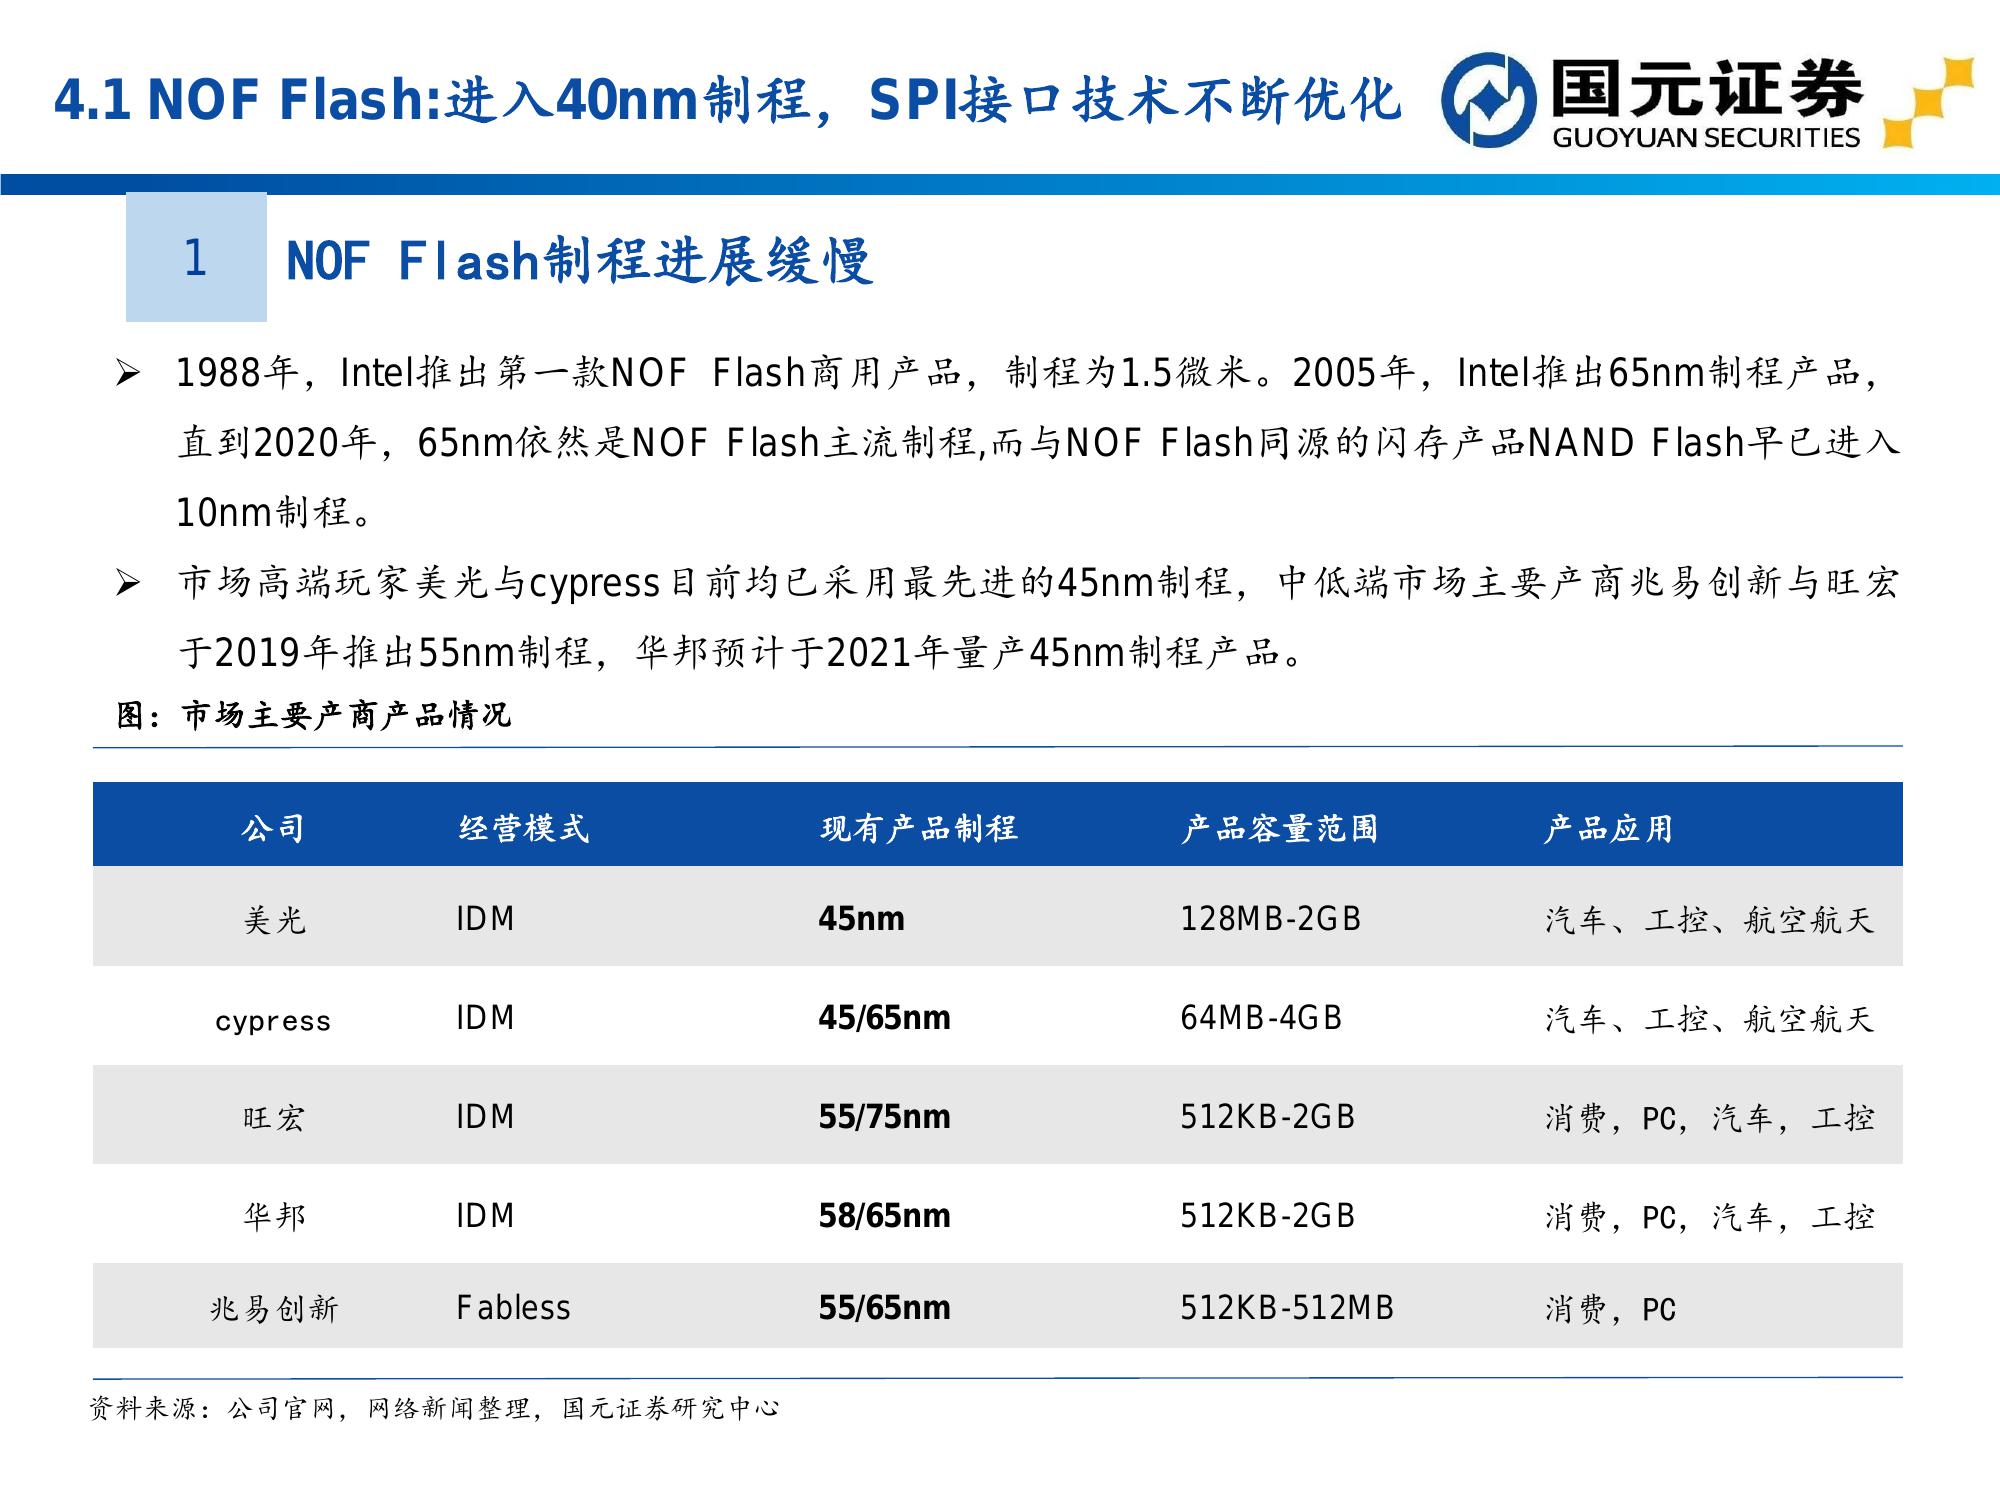 4.1 NOF Flash:进入40nm制程，SPI接口技术不断优化
国元证券
GUOYUAN SECURITIES
1
NOF Flash制程进展缓慢
➢ 1988年，Intel推出第一款NOF Flash商用产品，制程为1.5微米。2005年，Intel推出65nm制程产品，
直到2020年，65nm依然是NOF Flash主流制程,而与NOF Flash同源的闪存产品NAND Flash早已进入
10nm制程。
➢ 市场高端玩家美光与cypress目前均已采用最先进的45nm制程，中低端市场主要产商兆易创新与旺宏
于2019年推出55nm制程，华邦预计于2021年量产45nm制程产品。
图：市场主要产商产品情况
公司 经营模式 现有产品制程 产品容量范围 产品应用
美光 IDM 45nm 128MB-2GB 汽车、工控、航空航天
cypress IDM 45/65nm 64MB-4GB 汽车、工控、航空航天
旺宏 IDM 55/75nm 512KB-2GB 消费，PC，汽车，工控
华邦 IDM 58/65nm 512KB-2GB 消费，PC，汽车，工控
兆易创新 Fabless 55/65nm 512KB-512MB 消费，PC
资料来源：公司官网，网络新闻整理，国元证券研究中心